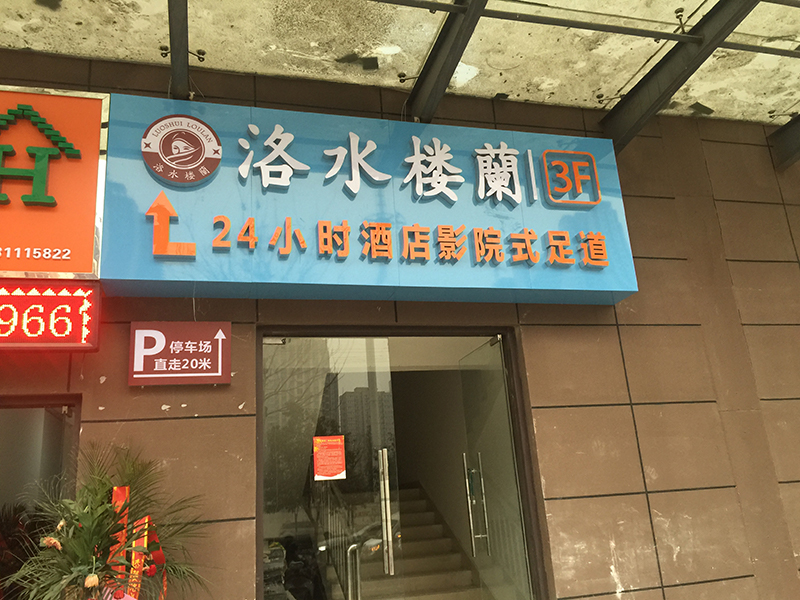 LUOSHUI LOULAN
洛水楼蘭
洛水楼蘭
3F
24小时酒店影院式足道
H
1115822
966
P 停车场
直走20米